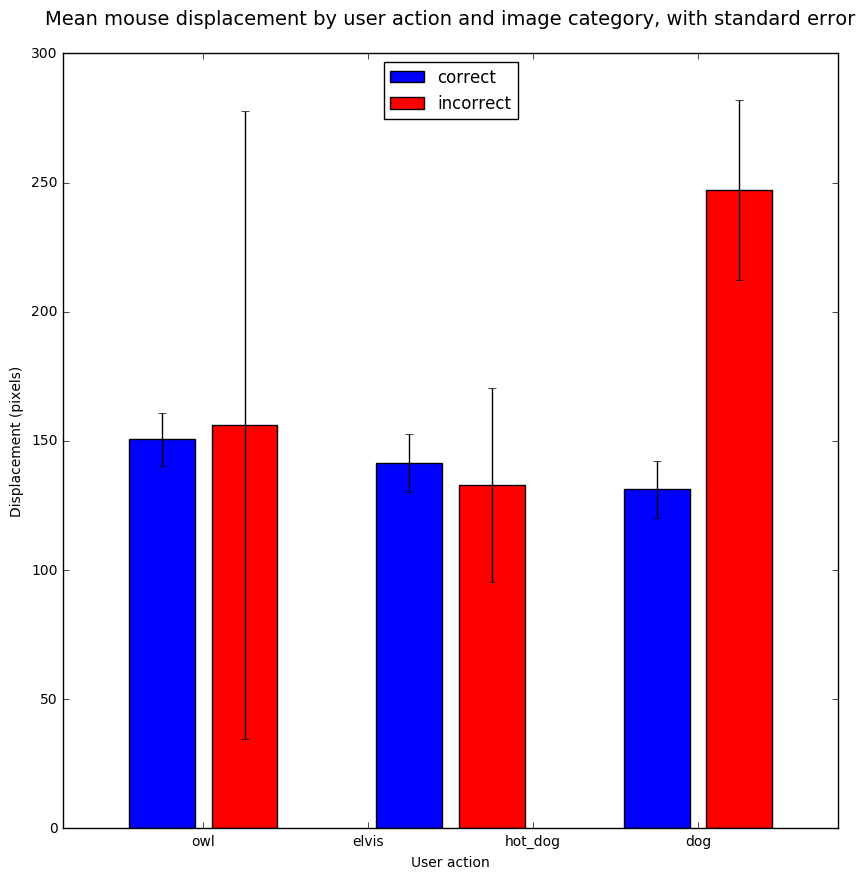 Mean mouse displacement by user action and image category, with standard error
correct
incorrect
300
250
200
150
100
50
0
Displacement (pixels)
owl elvis hot_dog dog
User action